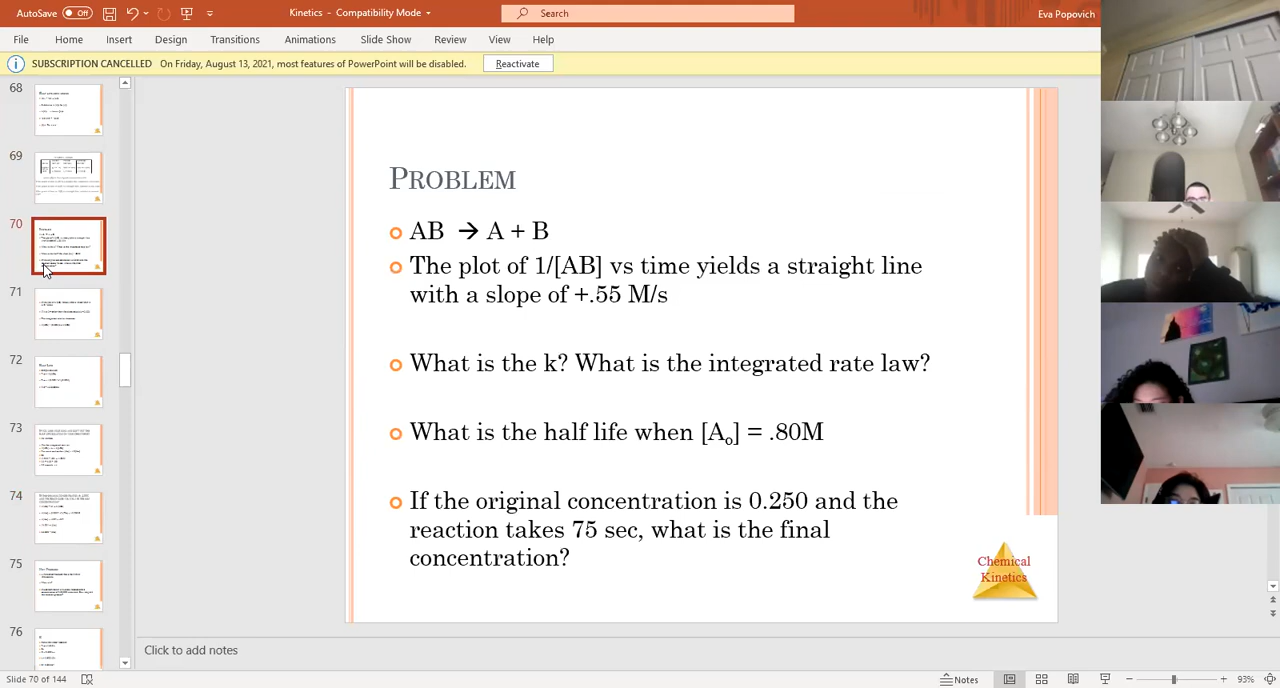 AutoSave Off
Kinetics - Compatibility Mode
Search
Eva Popovich
File Home Insert Design Transitions Animations Slide Show Review View Help
SUBSCRIPTION CANCELLED On Friday, August 13, 2021, most features of PowerPoint will be disabled. Reactivate
68
69
70
71
72
73
74
75
76
PROBLEM
AB → A + B
The plot of 1/[AB] vs time yields a straight line
with a slope of +.55 M/s
What is the k? What is the integrated rate law?
What is the half life when [Ao] = .80M
If the original concentration is 0.250 and the
reaction takes 75 sec, what is the final
concentration?
Chemical
Kinetics
Click to add notes
Slide 70 of 144
Notes
93%